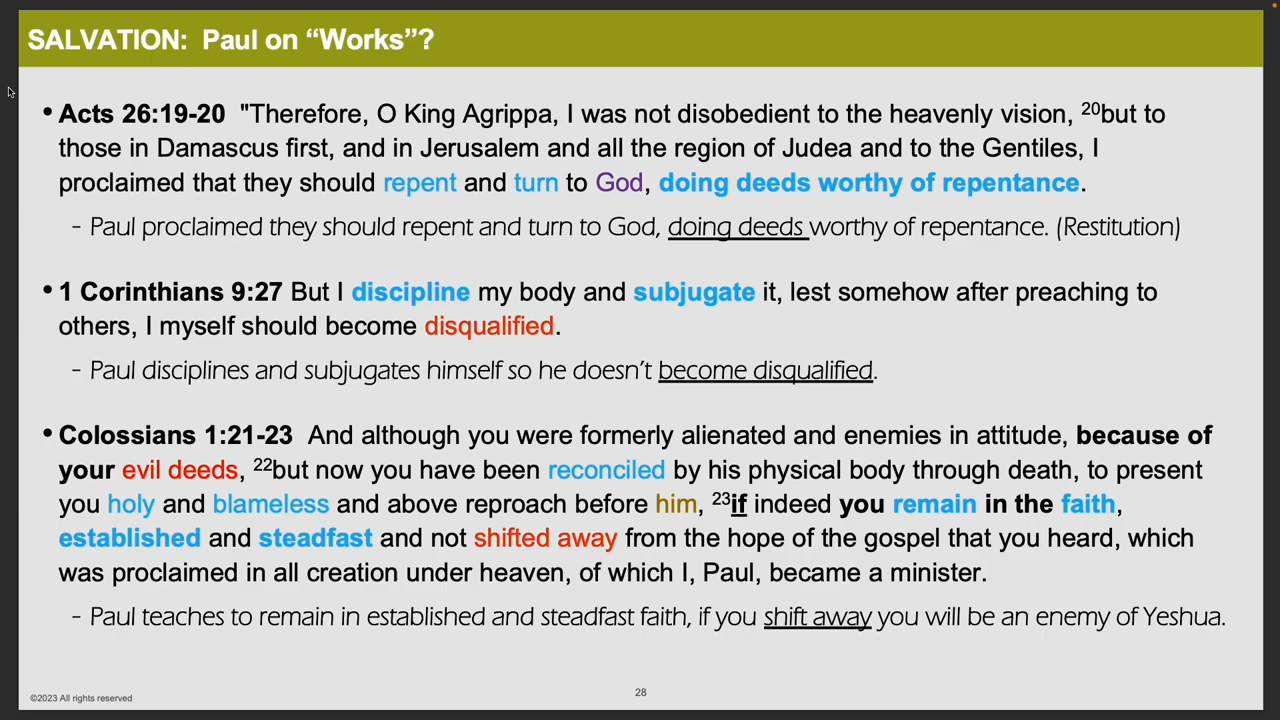 SALVATION:  Paul on “Works”?
• Acts 26:19-20  "Therefore, O King Agrippa, I was not disobedient to the heavenly vision, 20but to
those in Damascus first, and in Jerusalem and all the region of Judea and to the Gentiles, I
proclaimed that they should repent and turn to God, doing deeds worthy of repentance.
- Paul proclaimed they should repent and turn to God, doing deeds worthy of repentance. (Restitution)
• 1 Corinthians 9:27 But I discipline my body and subjugate it, lest somehow after preaching to
others, I myself should become disqualified.
- Paul disciplines and subjugates himself so he doesn’t become disqualified.
• Colossians 1:21-23  And although you were formerly alienated and enemies in attitude, because of
your evil deeds, 22but now you have been reconciled by his physical body through death, to present
you holy and blameless and above reproach before him, 23if indeed you remain in the faith,
established and steadfast and not shifted away from the hope of the gospel that you heard, which
was proclaimed in all creation under heaven, of which I, Paul, became a minister.
- Paul teaches to remain in established and steadfast faith, if you shift away you will be an enemy of Yeshua.
©2023 All rights reserved
28